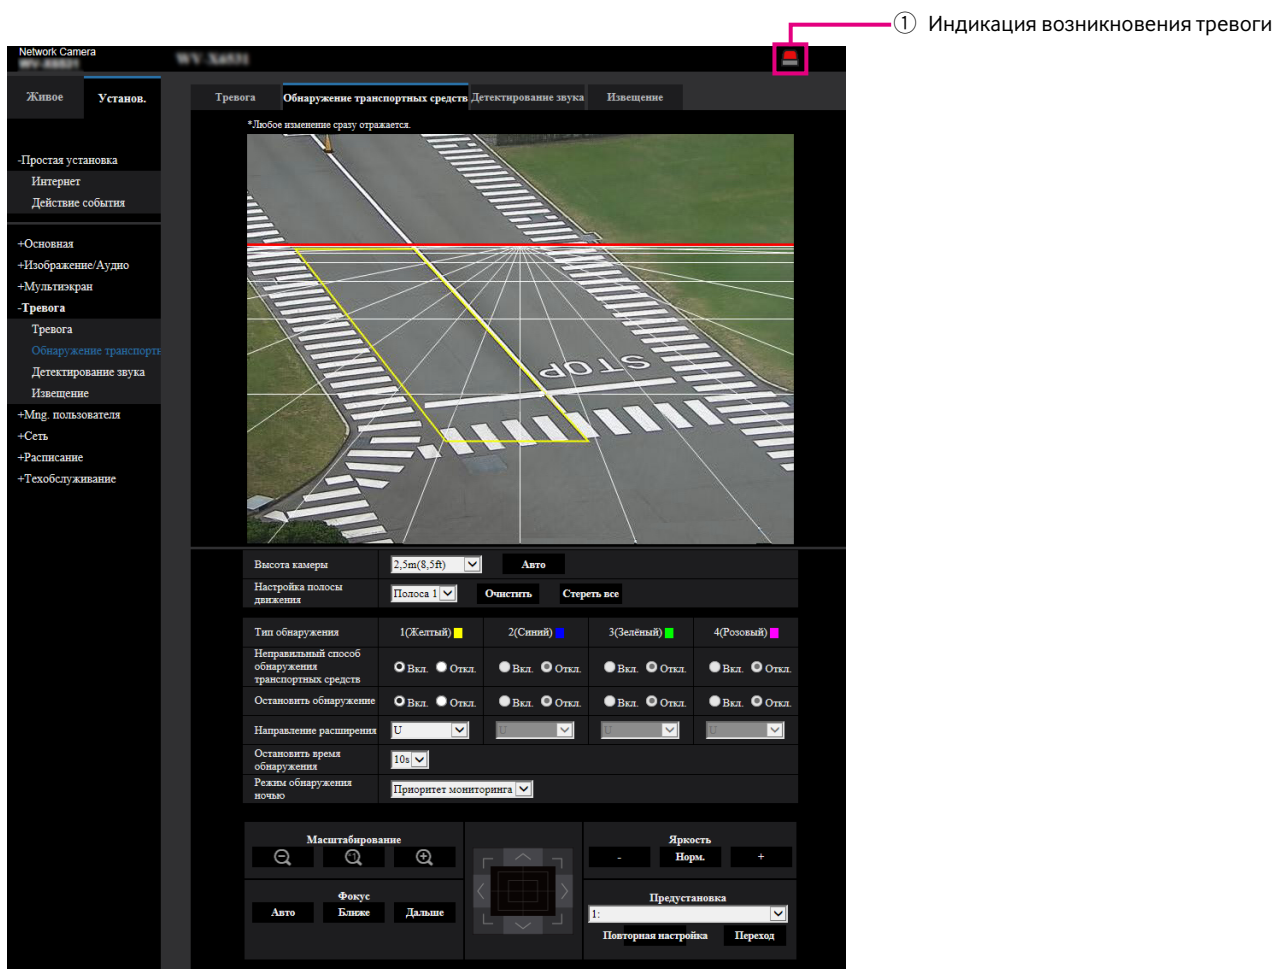 ① Индикация возникновения тревоги
Network Camera
WV-X6531
Живое
Установ.
Тревога
Обнаружение транспортных средств
Детектирование звука
Извещение
*Любое изменение сразу отражается.
-Простая установка
Интернет
Действие события
+Основная
+Изображение/Аудио
+Мультиэкран
-Тревога
Тревога
Обнаружение транспортн
Детектирование звука
Извещение
+Mng. пользователя
+Сеть
+Расписание
+Техобслуживание
STOP
Высота камеры 2,5m(8,5ft) Авто
Настройка полосы
движения
Полоса 1 Очистить Стереть все
Тип обнаружения 1(Желтый) 2(Синий) 3(Зелёный) 4(Розовый)
Неправильный способ
обнаружения
транспортных средств
Вкл. Откл. Вкл. Откл. Вкл. Откл. Вкл. Откл.
Остановить обнаружение Вкл. Откл. Вкл. Откл. Вкл. Откл. Вкл. Откл.
Направление расширения U U U U
Остановить время
обнаружения
10s
Режим обнаружения
ночью
Приоритет мониторинга
Масштабирование
×1
Фокус
Авто Ближе Дальше
Яркость
- Норм. +
Предустановка
1:
Повторная настройка Переход